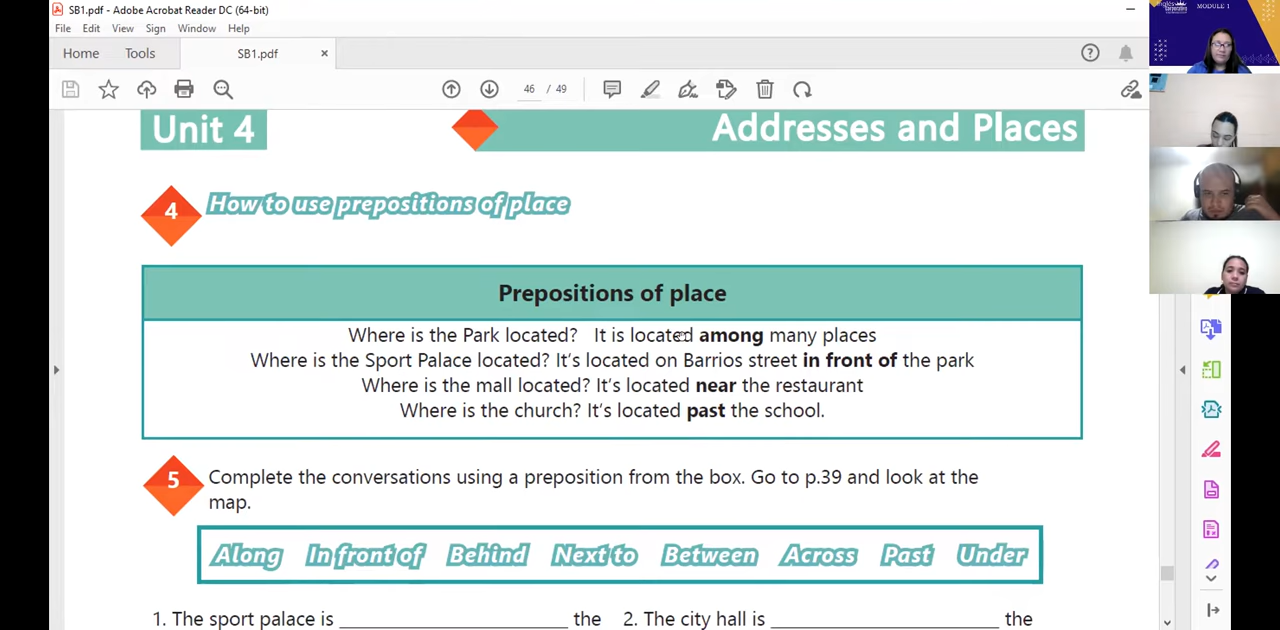 SB1.pdf - Adobe Acrobat Reader DC (64-bit)
File Edit View Sign Window Help
Home Tools SB1.pdf ×
46 / 49
MODULE 1
Unit 4 Addresses and Places
4 How to use prepositions of place
Prepositions of place
Where is the Park located? It is located among many places
Where is the Sport Palace located? It's located on Barrios street in front of the park
Where is the mall located? It's located near the restaurant
Where is the church? It's located past the school.
5 Complete the conversations using a preposition from the box. Go to p.39 and look at the
map.
Along In front of Behind Next to Between Across Past Under
1. The sport palace is ____________________ the 2. The city hall is ____________________ the